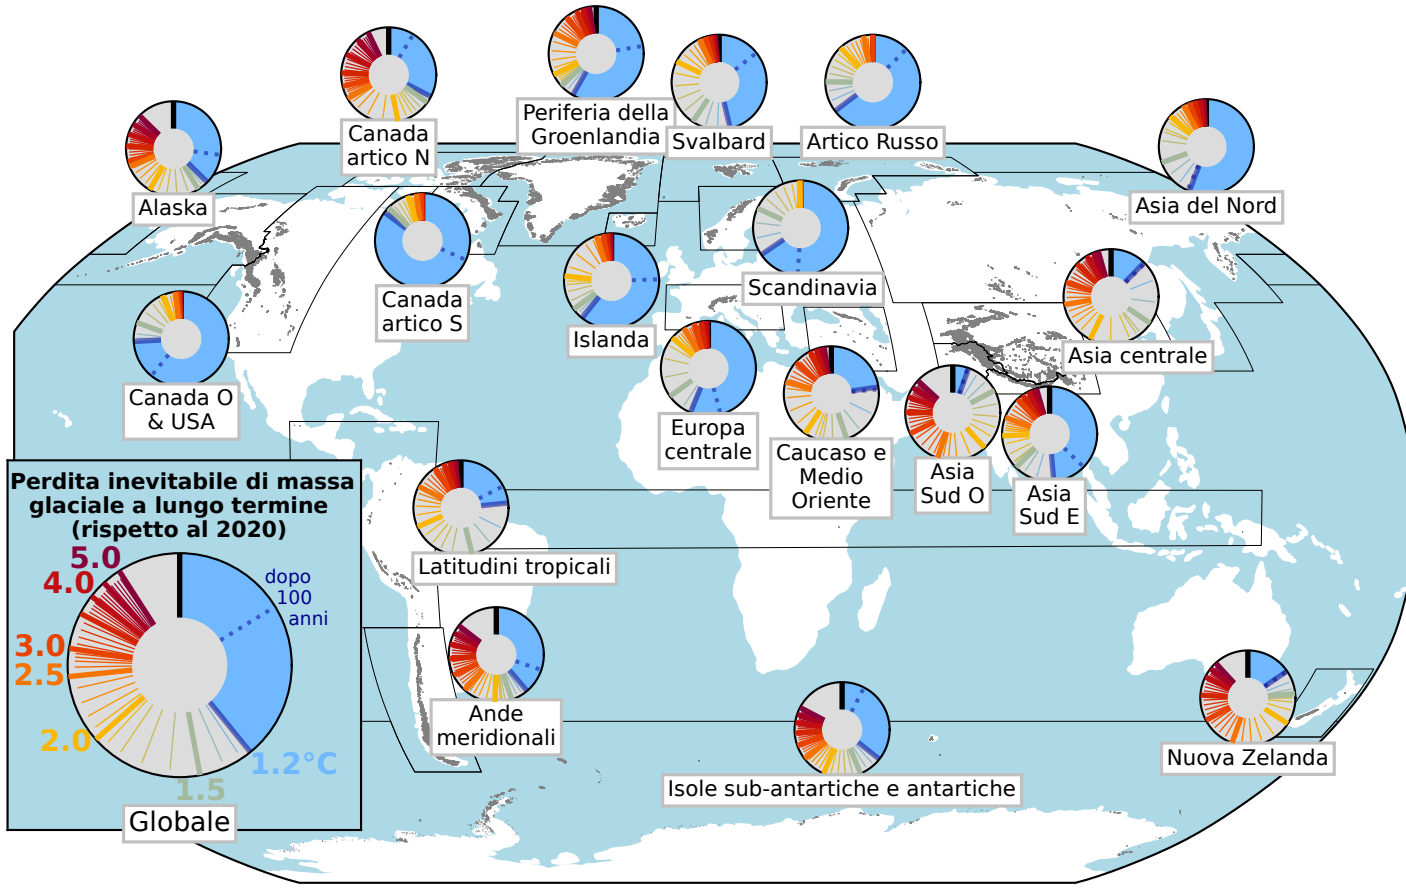 Periferia della
Groenlandia
Canada
artico N
Svalbard
Artico Russo
Alaska
Asia del Nord
Canada
artico S
Scandinavia
Islanda
Asia centrale
Canada O
& USA
Europa
centrale
Caucaso e
Medio
Oriente
Asia
Sud O
Asia
Sud E
Perdita inevitabile di massa
glaciale a lungo termine
(rispetto al 2020)
5.0
4.0
3.0
2.5
2.0
1.5
1.2°C
dopo
100
anni
Globale
Latitudini tropicali
Ande
meridionali
Isole sub-antartiche e antartiche
Nuova Zelanda